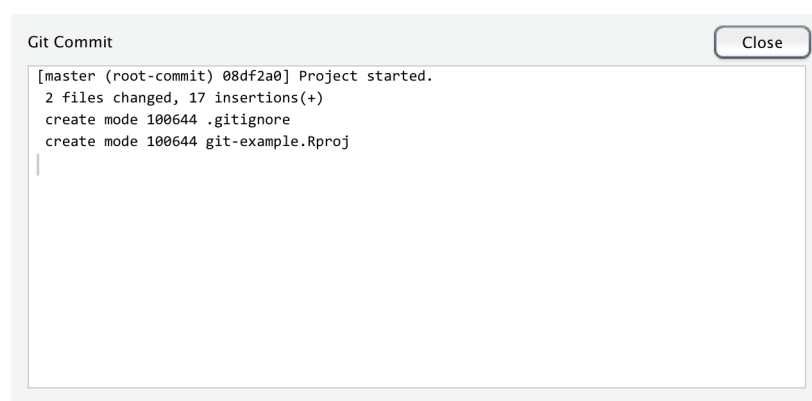 Git Commit
Close
[master (root-commit) 08df2a0] Project started.
2 files changed, 17 insertions(+)
create mode 100644 .gitignore
create mode 100644 git-example.Rproj